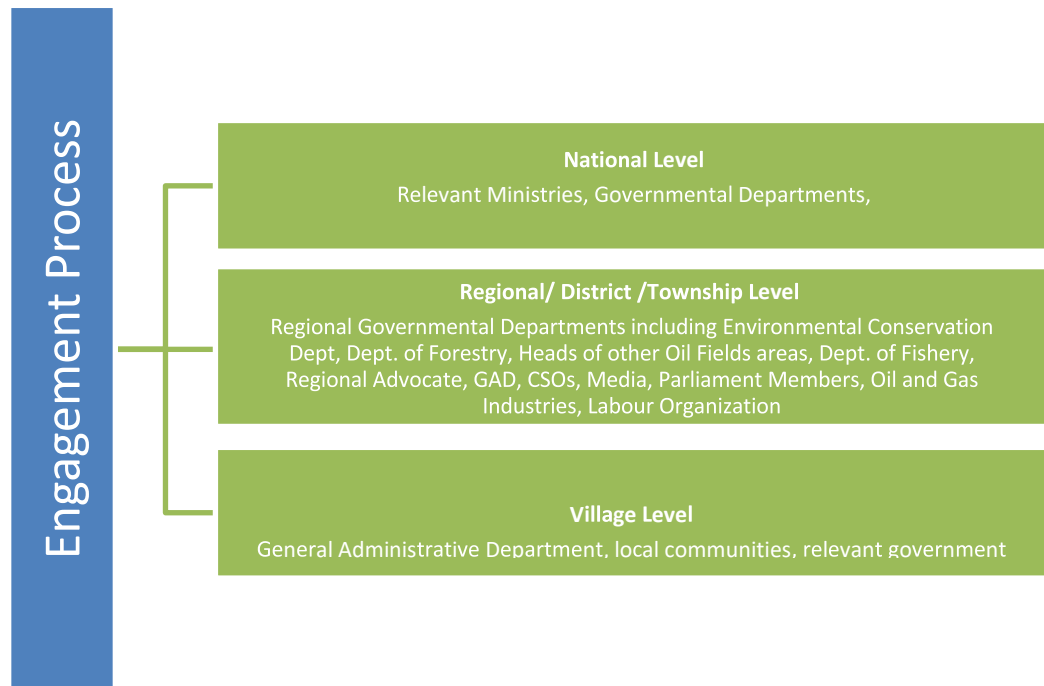 Engagement Process
National Level
Relevant Ministries, Governmental Departments,
Regional/ District /Township Level
Regional Governmental Departments including Environmental Conservation
Dept, Dept. of Forestry, Heads of other Oil Fields areas, Dept. of Fishery,
Regional Advocate, GAD, CSOs, Media, Parliament Members, Oil and Gas
Industries, Labour Organization
Village Level
General Administrative Department, local communities, relevant government